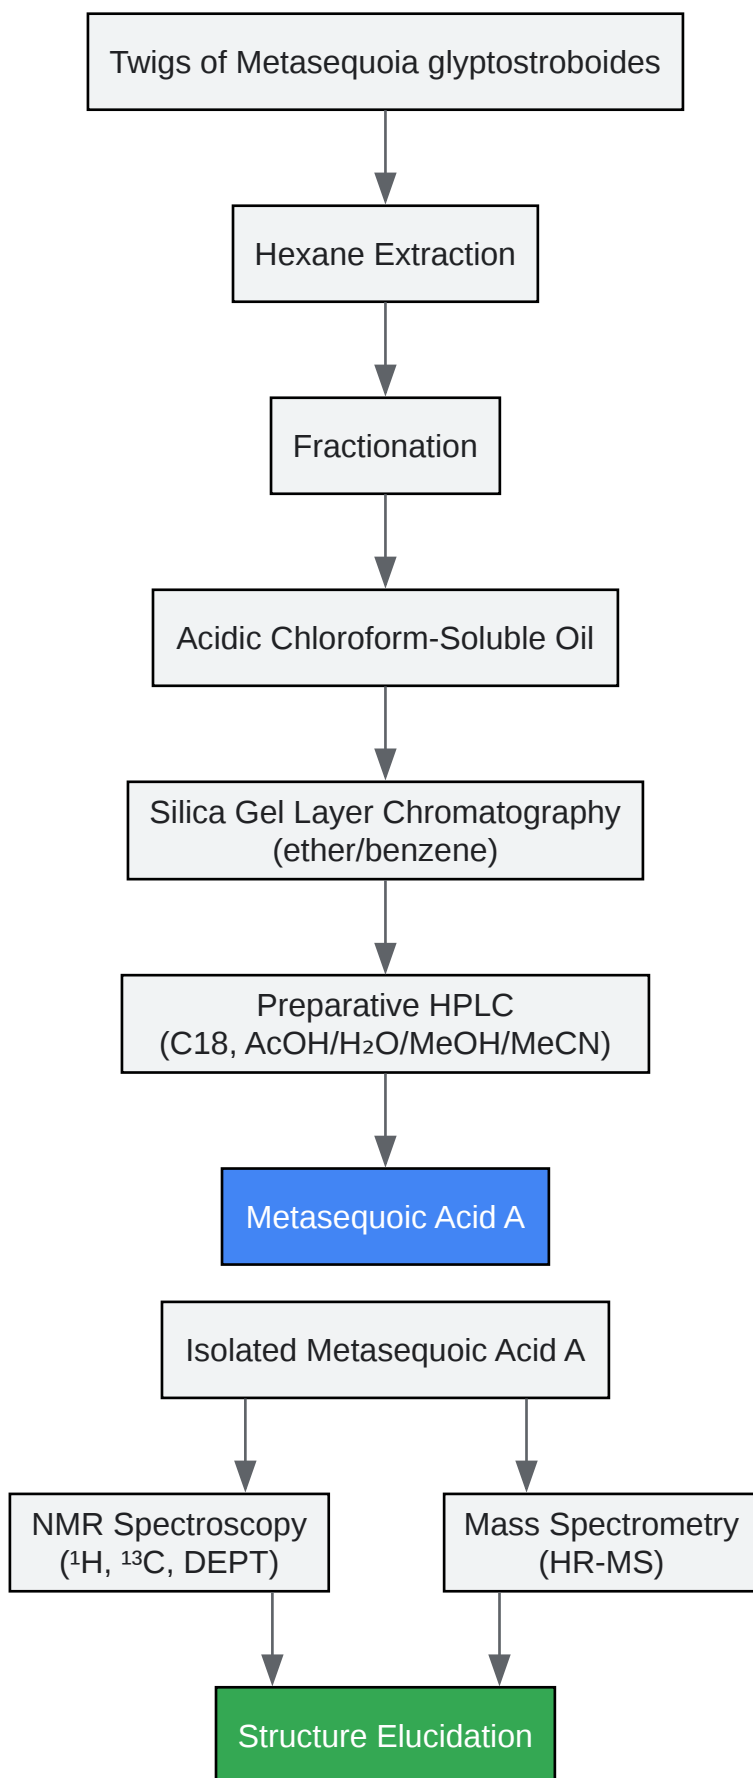 Twigs of Metasequoia glyptostroboides
Hexane Extraction
Fractionation
Acidic Chloroform-Soluble Oil
Silica Gel Layer Chromatography
(ether/benzene)
Preparative HPLC
(C18, AcOH/H₂O/MeOH/MeCN)
Metasequoic Acid A
Isolated Metasequoic Acid A
NMR Spectroscopy
(¹H, ¹³C, DEPT)
Mass Spectrometry
(HR-MS)
Structure Elucidation